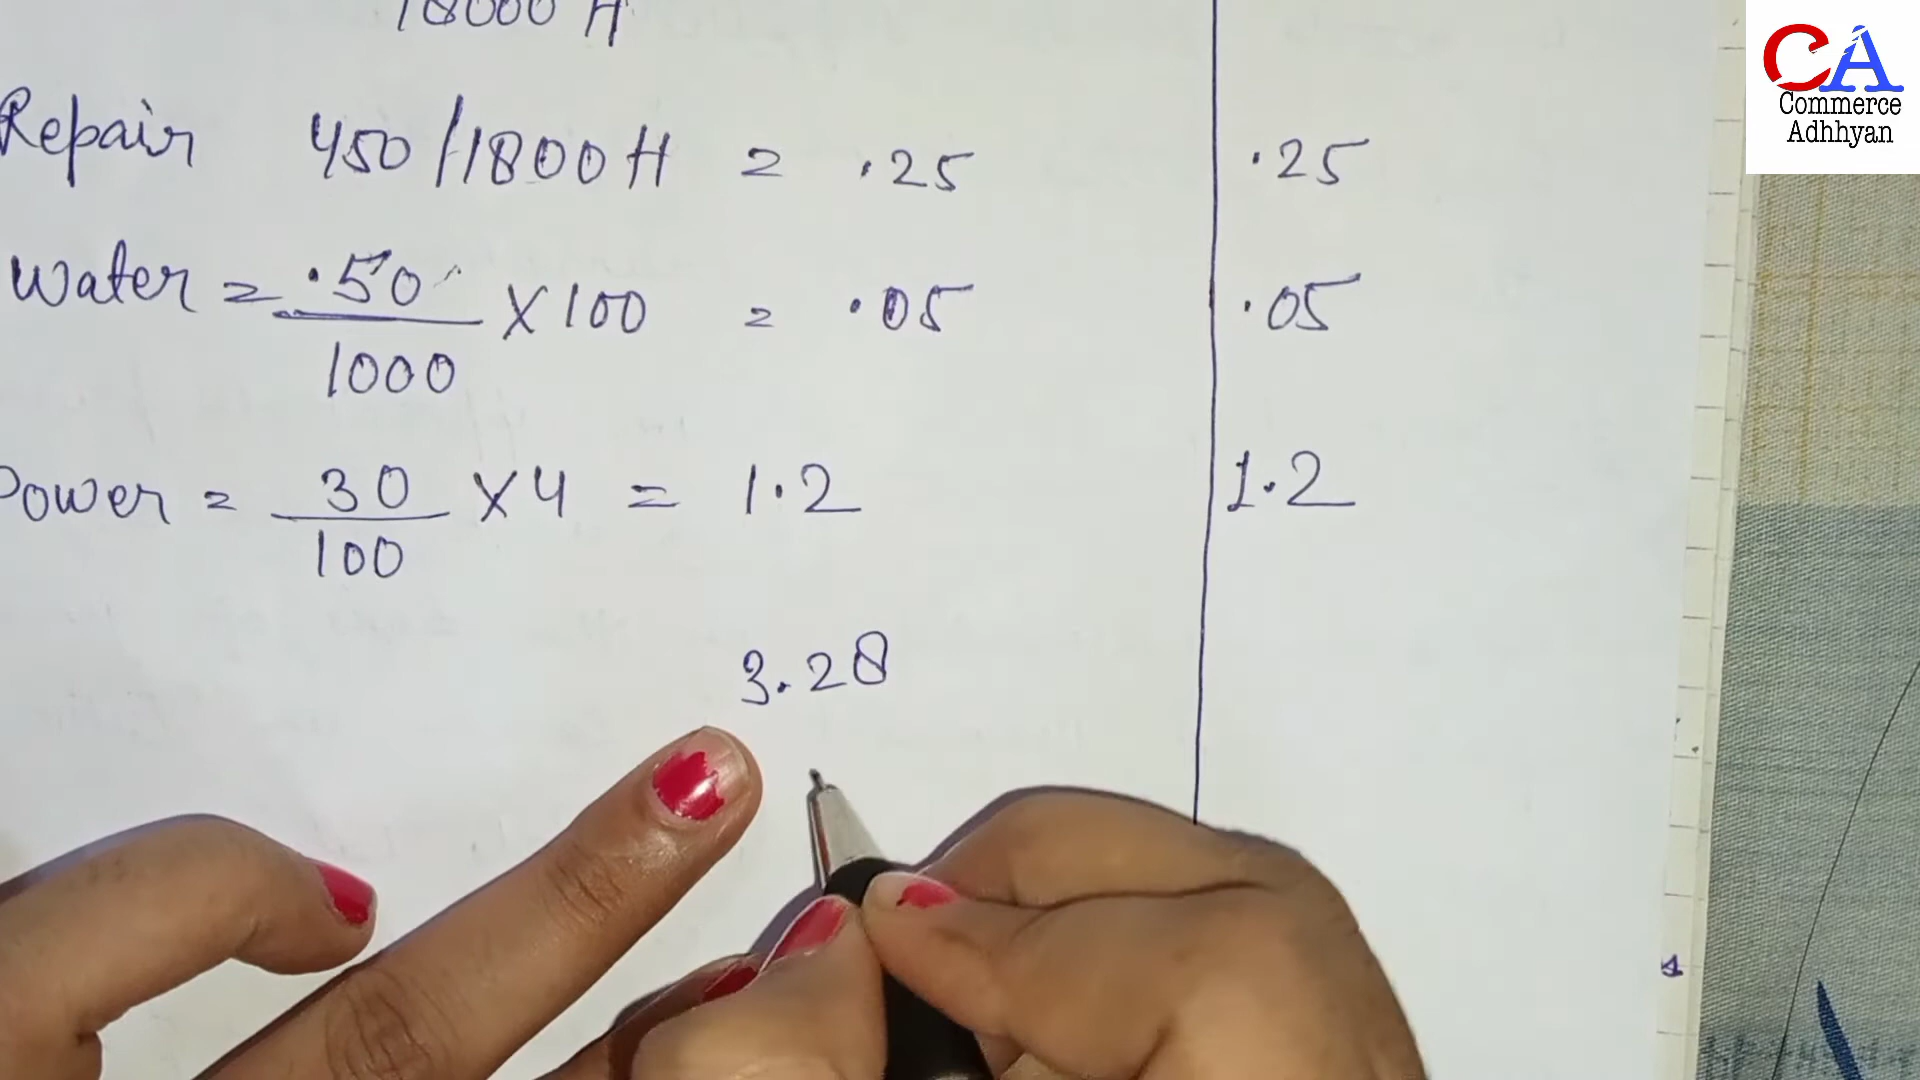 18000 H
Repair 450/1800 H = .25 .25
Water = .50 / 1000 X 100 = .05 .05
Power = 30 / 100 X 4 = 1.2 1.2
3.28
CA
Commerce
Adhhyan